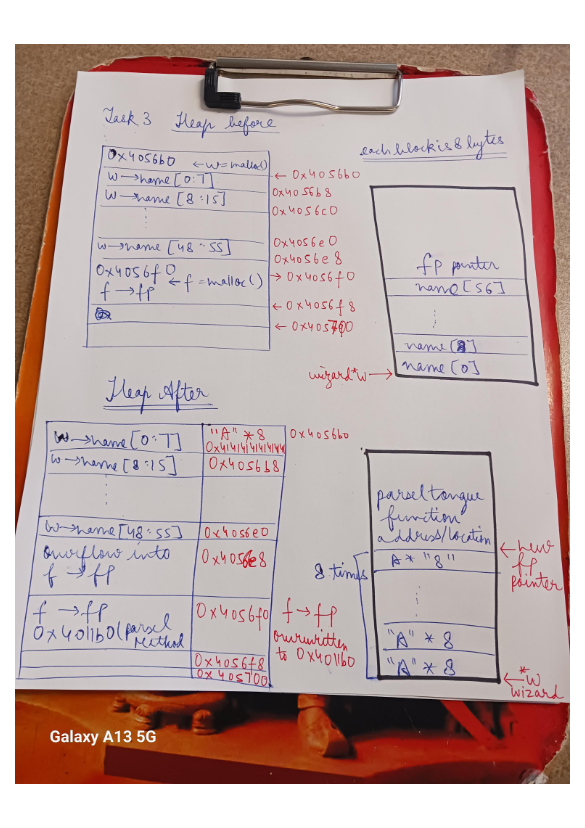 Task 3 Heap before
each block is 8 bytes
0x4056b0
← w = malloc()
w→name [0:7]
← 0x4056b0
w→name [8:15]
0x4056b8
0x4056c0
w→name [48:55]
0x4056e0
0x4056e8
0x4056f0
→ 0x4056f0
f→fp ← f = malloc()
← 0x4056f8
← 0x405700
fp pointer
name [56]
name [8]
name [0]
wizard*w →
Heap After
w→name [0:7]
"A" * 8
0x4141414141414
0x4056b0
w→name [8:15]
0x4056b8
w→name [48:55]
0x4056e0
overflow into
f→fp
0x4056e8
f→fp
0x4011b0 (parsel
Method
0x4056f0
f→fp
overwritten
to 0x4011b0
0x4056f8
0x405700
parseltongue
function
address/location
← new
fp
pointer
A * "8"
8 times
"A" * 8
"A" * 8
← *w
wizard
Galaxy A13 5G